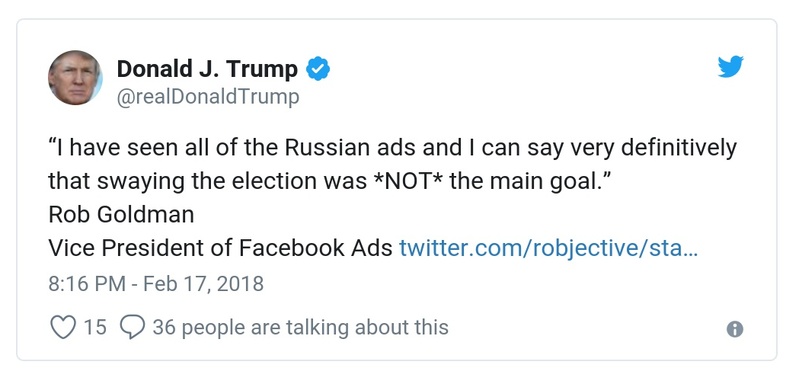 Donald J. Trump
@realDonaldTrump
“I have seen all of the Russian ads and I can say very definitively
that swaying the election was *NOT* the main goal.”
Rob Goldman
Vice President of Facebook Ads twitter.com/robjective/sta…
8:16 PM - Feb 17, 2018
15 36 people are talking about this